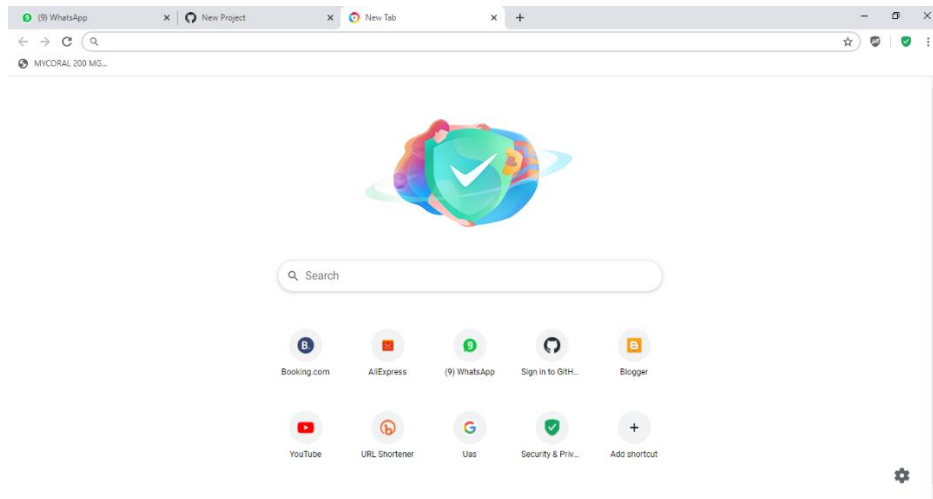 (9) WhatsApp
New Project
New Tab
MYCORAL 200 MG...
Search
Booking.com
AliExpress
(9) WhatsApp
Sign in to GitH...
Blogger
YouTube
URL Shortener
Uas
Security & Priv...
Add shortcut